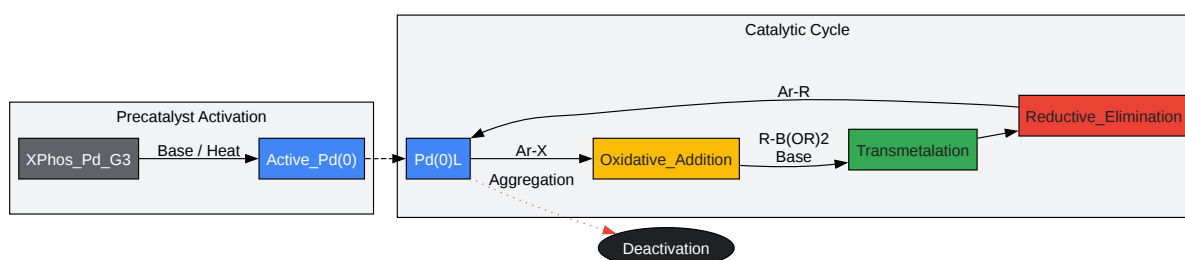 Catalytic Cycle
Precatalyst Activation
XPhos_Pd_G3
Base / Heat
Active_Pd(0)
Pd(0)L
Ar-X
Aggregation
Oxidative_Addition
R-B(OR)2
Base
Transmetalation
Reductive_Elimination
Ar-R
Deactivation